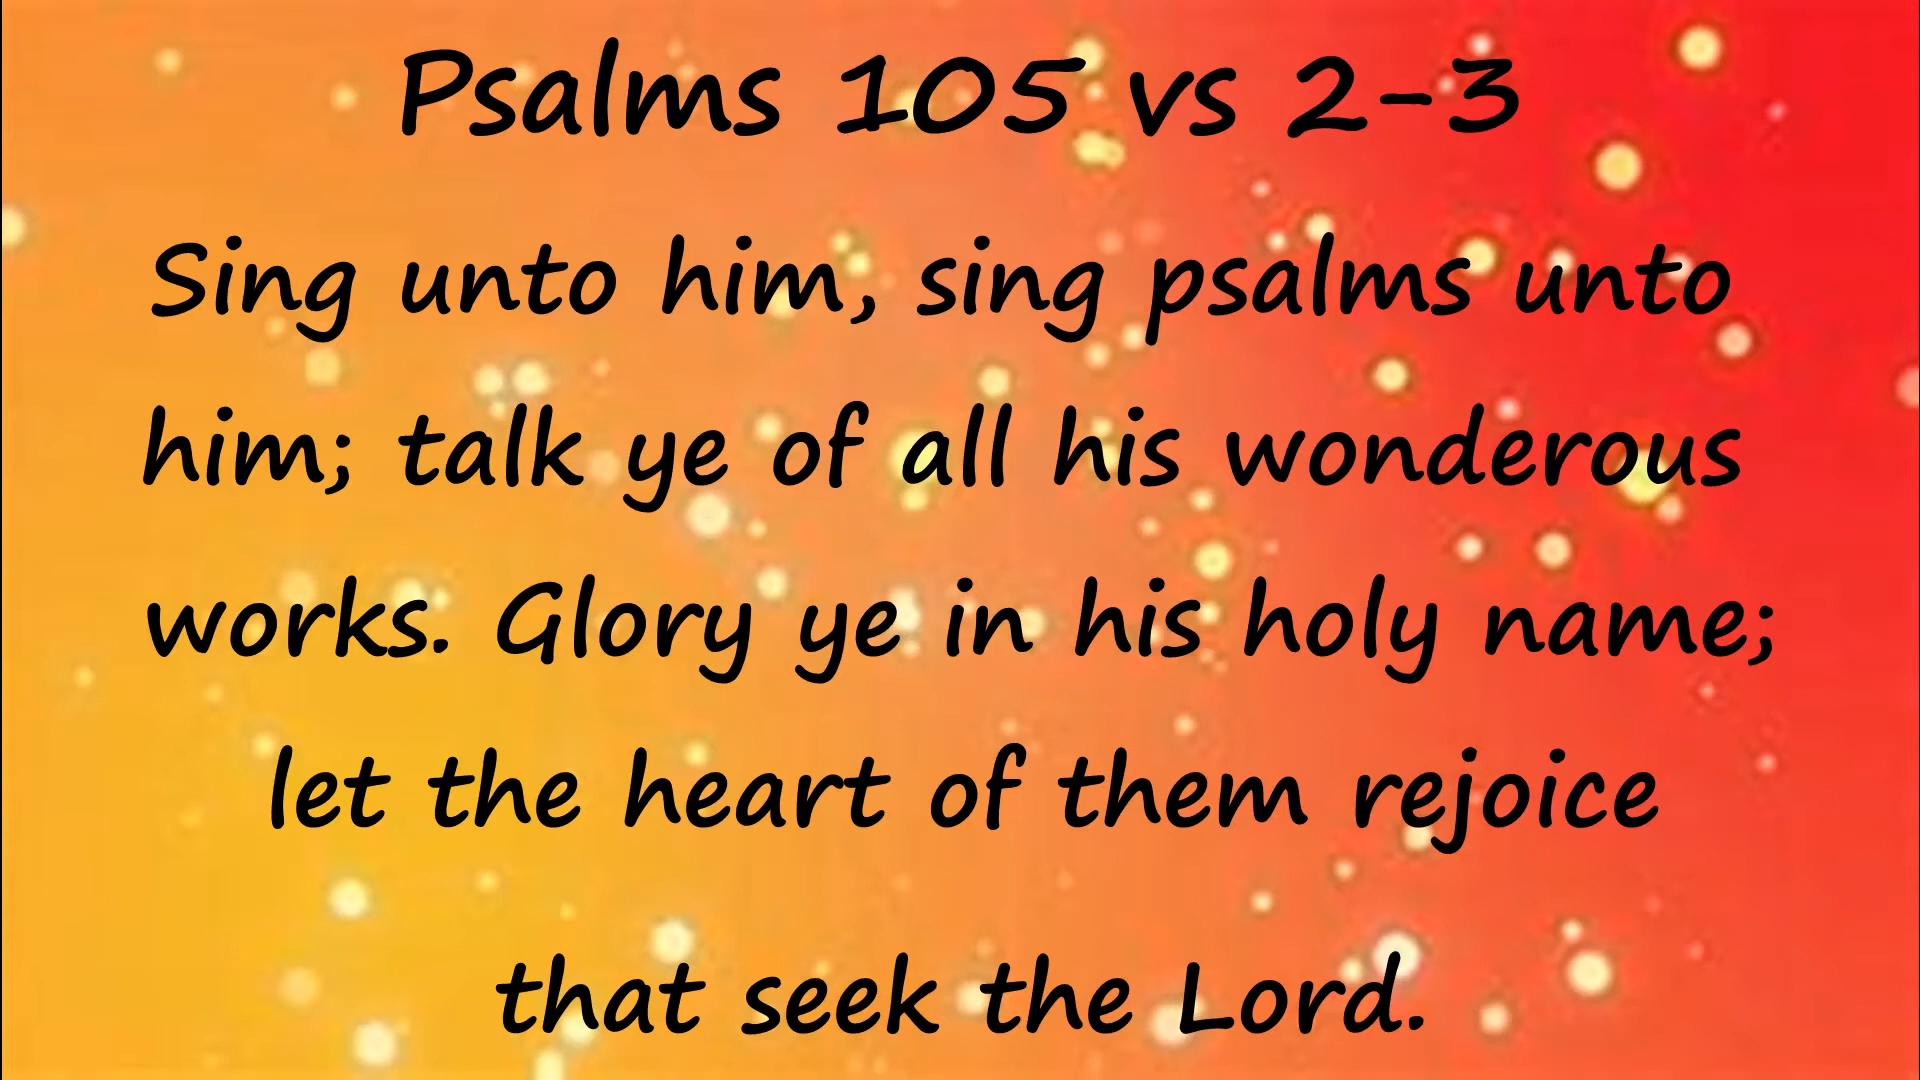 Psalms 105 vs 2-3
Sing unto him, sing psalms unto
him; talk ye of all his wonderous
works. Glory ye in his holy name;
let the heart of them rejoice
that seek the Lord.